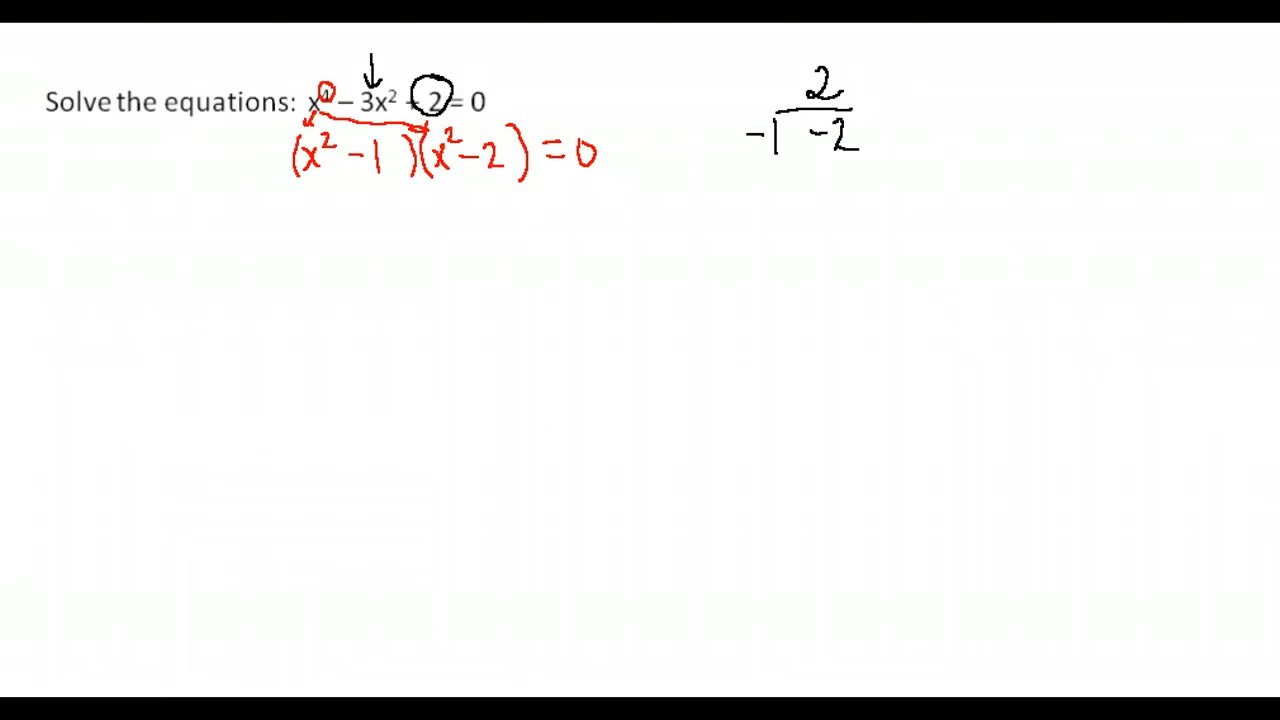 Solve the equations: x⁴ – 3x² + 2 = 0
(x² - 1 )(x² - 2 ) = 0
2
-1 -2